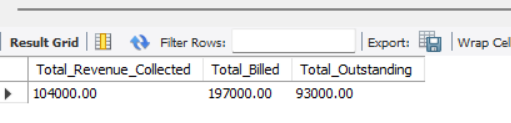 Result Grid Filter Rows: Export: Wrap Cel
Total_Revenue_Collected Total_Billed Total_Outstanding
104000.00 197000.00 93000.00